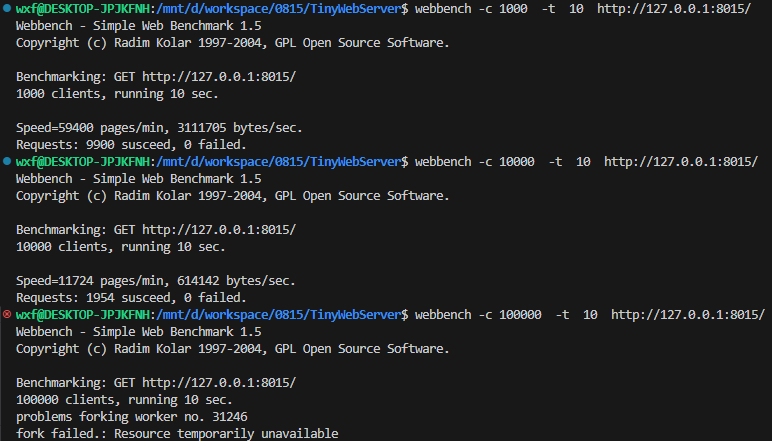 wxf@DESKTOP-JPJKFNH:/mnt/d/workspace/0815/TinyWebServer$ webbench -c 1000  -t  10  http://127.0.0.1:8015/
Webbench - Simple Web Benchmark 1.5
Copyright (c) Radim Kolar 1997-2004, GPL Open Source Software.

Benchmarking: GET http://127.0.0.1:8015/
1000 clients, running 10 sec.

Speed=59400 pages/min, 3111705 bytes/sec.
Requests: 9900 susceed, 0 failed.
wxf@DESKTOP-JPJKFNH:/mnt/d/workspace/0815/TinyWebServer$ webbench -c 10000  -t  10  http://127.0.0.1:8015/
Webbench - Simple Web Benchmark 1.5
Copyright (c) Radim Kolar 1997-2004, GPL Open Source Software.

Benchmarking: GET http://127.0.0.1:8015/
10000 clients, running 10 sec.

Speed=11724 pages/min, 614142 bytes/sec.
Requests: 1954 susceed, 0 failed.
wxf@DESKTOP-JPJKFNH:/mnt/d/workspace/0815/TinyWebServer$ webbench -c 100000  -t  10  http://127.0.0.1:8015/
Webbench - Simple Web Benchmark 1.5
Copyright (c) Radim Kolar 1997-2004, GPL Open Source Software.

Benchmarking: GET http://127.0.0.1:8015/
100000 clients, running 10 sec.
problems forking worker no. 31246
fork failed.: Resource temporarily unavailable